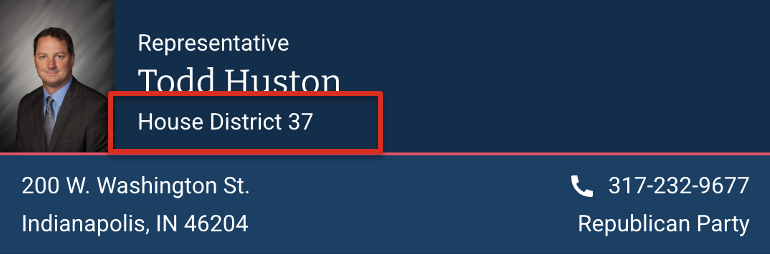 Representative
Todd Huston
House District 37
200 W. Washington St.
Indianapolis, IN 46204
317-232-9677
Republican Party